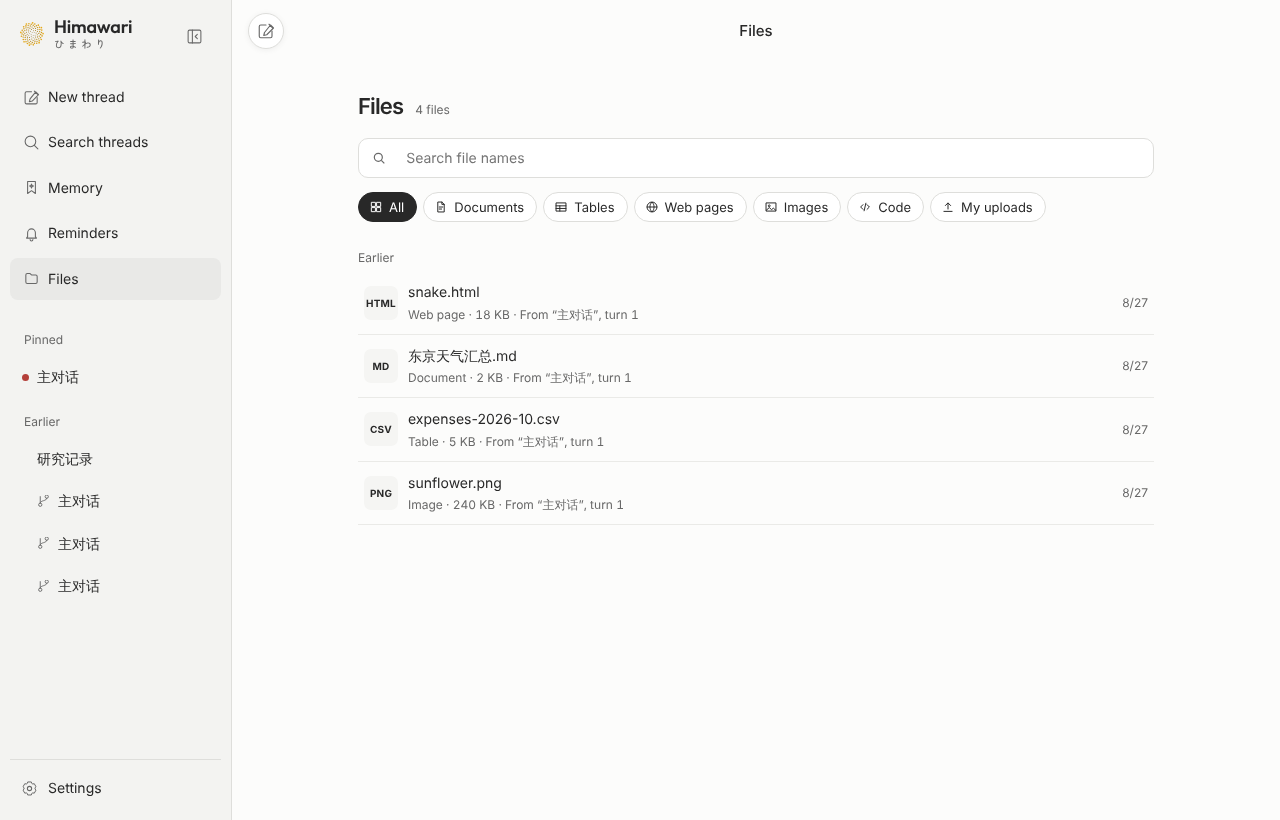 Himawari
ひまわり
New thread
Search threads
Memory
Reminders
Files
Pinned
主对话
Earlier
研究记录
主对话
主对话
主对话
Settings
Files
Files 4 files
Search file names
All Documents Tables Web pages Images Code My uploads
Earlier
HTML snake.html 8/27
Web page · 18 KB · From “主对话”, turn 1
MD 东京天气汇总.md 8/27
Document · 2 KB · From “主对话”, turn 1
CSV expenses-2026-10.csv 8/27
Table · 5 KB · From “主对话”, turn 1
PNG sunflower.png 8/27
Image · 240 KB · From “主对话”, turn 1